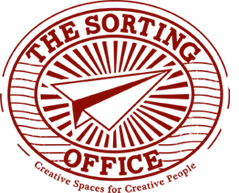 THE SORTING
OFFICE
Creative Spaces for Creative People